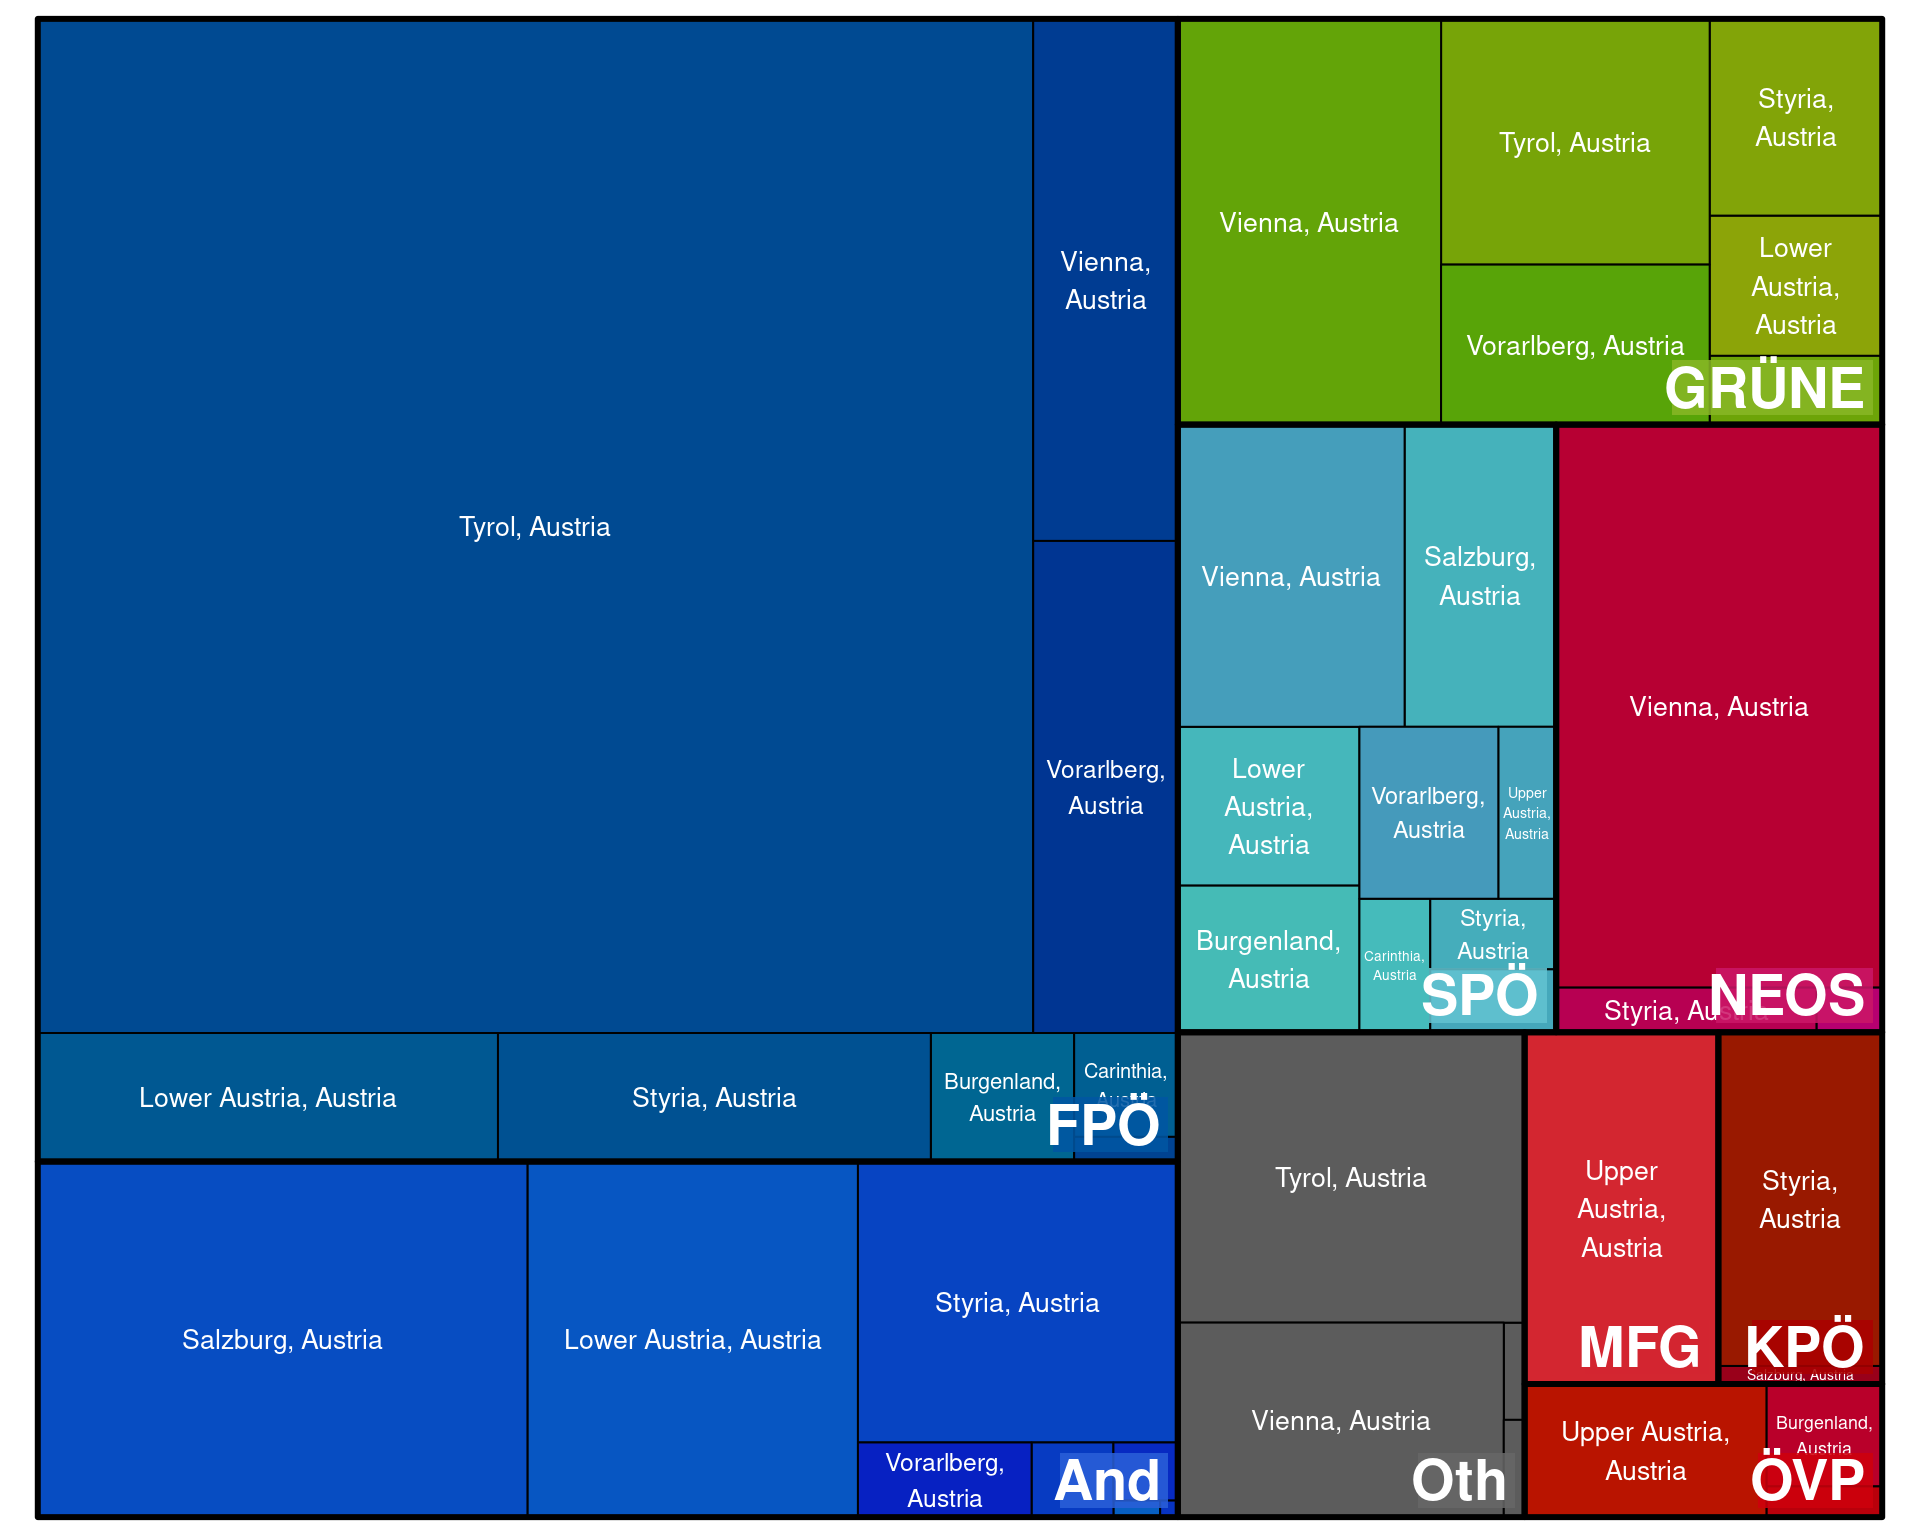 Tyrol, Austria
Vienna,
Austria
Vorarlberg,
Austria
Lower Austria, Austria
Styria, Austria
Burgenland,
Austria
Carinthia,
Austria
FPÖ
Salzburg, Austria
Lower Austria, Austria
Styria, Austria
Vorarlberg,
Austria
And
Vienna, Austria
Tyrol, Austria
Vorarlberg, Austria
Styria,
Austria
Lower
Austria,
Austria
GRÜNE
Vienna, Austria
Salzburg,
Austria
Lower
Austria,
Austria
Burgenland,
Austria
Vorarlberg,
Austria
Upper
Austria,
Austria
Carinthia,
Austria
Styria,
Austria
SPÖ
Vienna, Austria
Styria, Austria
NEOS
Tyrol, Austria
Vienna, Austria
Oth
Upper
Austria,
Austria
MFG
Styria,
Austria
Salzburg, Austria
KPÖ
Upper Austria,
Austria
Burgenland,
Austria
ÖVP